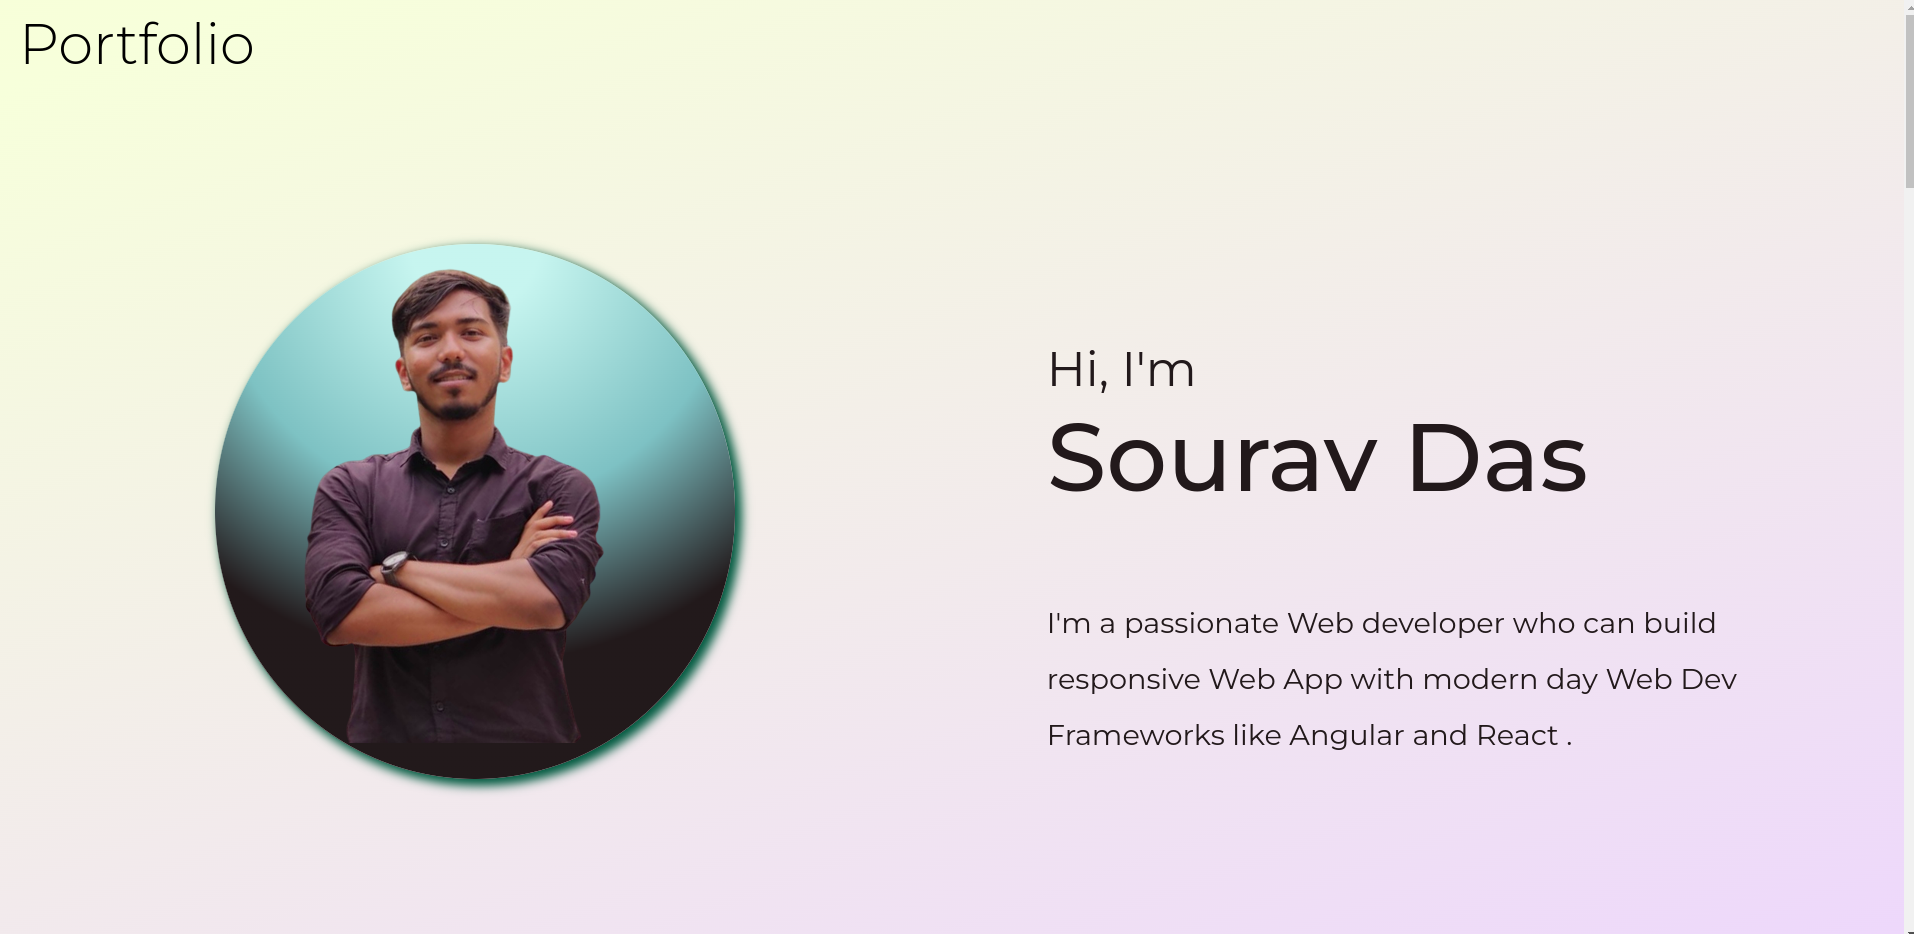 Portfolio
Hi, I'm
Sourav Das
I'm a passionate Web developer who can build
responsive Web App with modern day Web Dev
Frameworks like Angular and React .